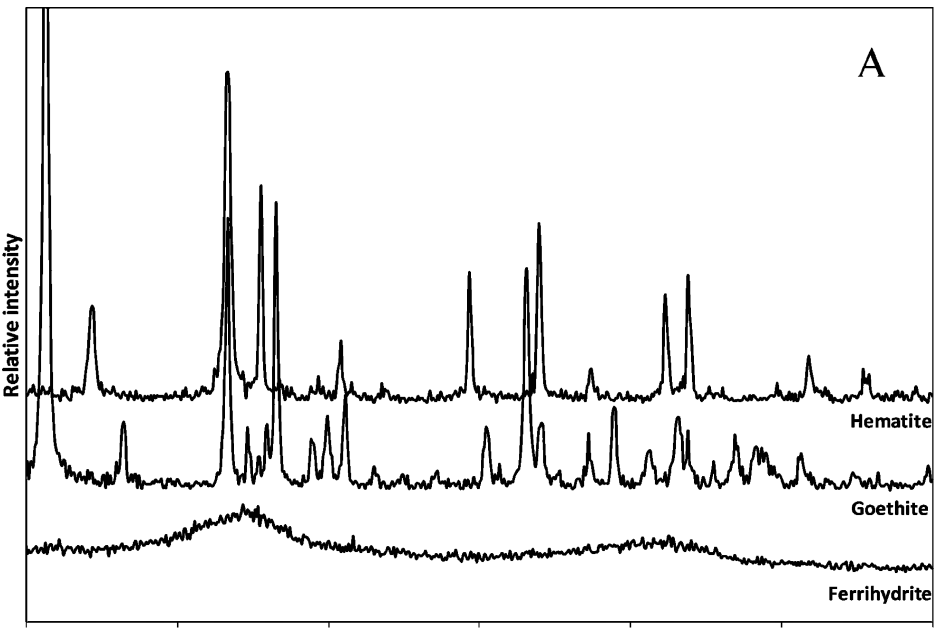 A
Relative intensity
Hematite
Goethite
Ferrihydrite